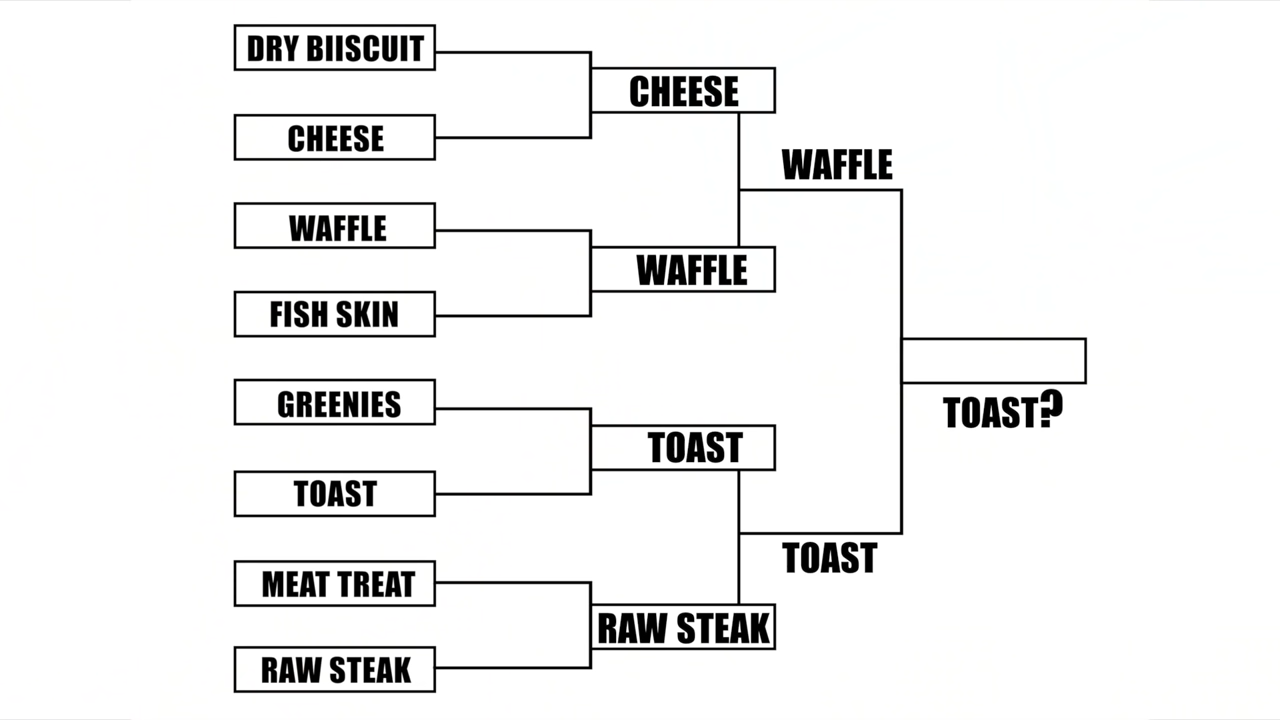 DRY BIISCUIT
CHEESE
WAFFLE
FISH SKIN
GREENIES
TOAST
MEAT TREAT
RAW STEAK
CHEESE
WAFFLE
TOAST
RAW STEAK
WAFFLE
TOAST
TOAST?